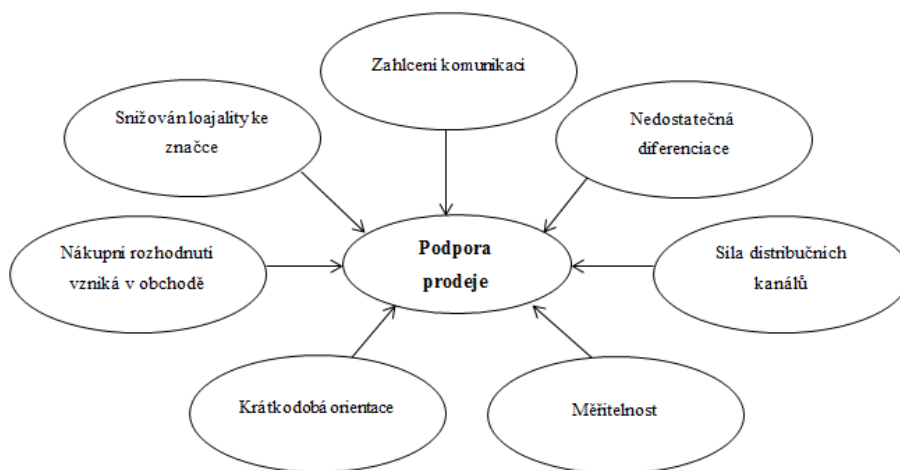 Zahlcení komunikací
Snižován loajality ke
značce
Nedostatečná
diferenciace
Podpora
prodeje
Nákupní rozhodnutí
vzniká v obchodě
Síla distribučních
kanálů
Krátkodobá orientace
Měřitelnost